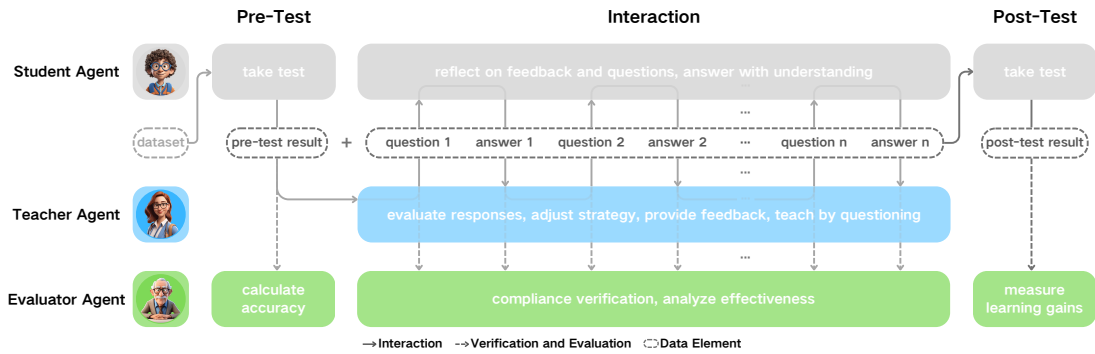 Pre-Test
Interaction
Post-Test
Student Agent
take test
reflect on feedback and questions, answer with understanding
take test
...
...
dataset
pre-test result
+
question 1
answer 1
question 2
answer 2
...
question n
answer n
post-test result
...
Teacher Agent
evaluate responses, adjust strategy, provide feedback, teach by questioning
...
Evaluator Agent
calculate
accuracy
compliance verification, analyze effectiveness
measure
learning gains
Interaction
Verification and Evaluation
Data Element